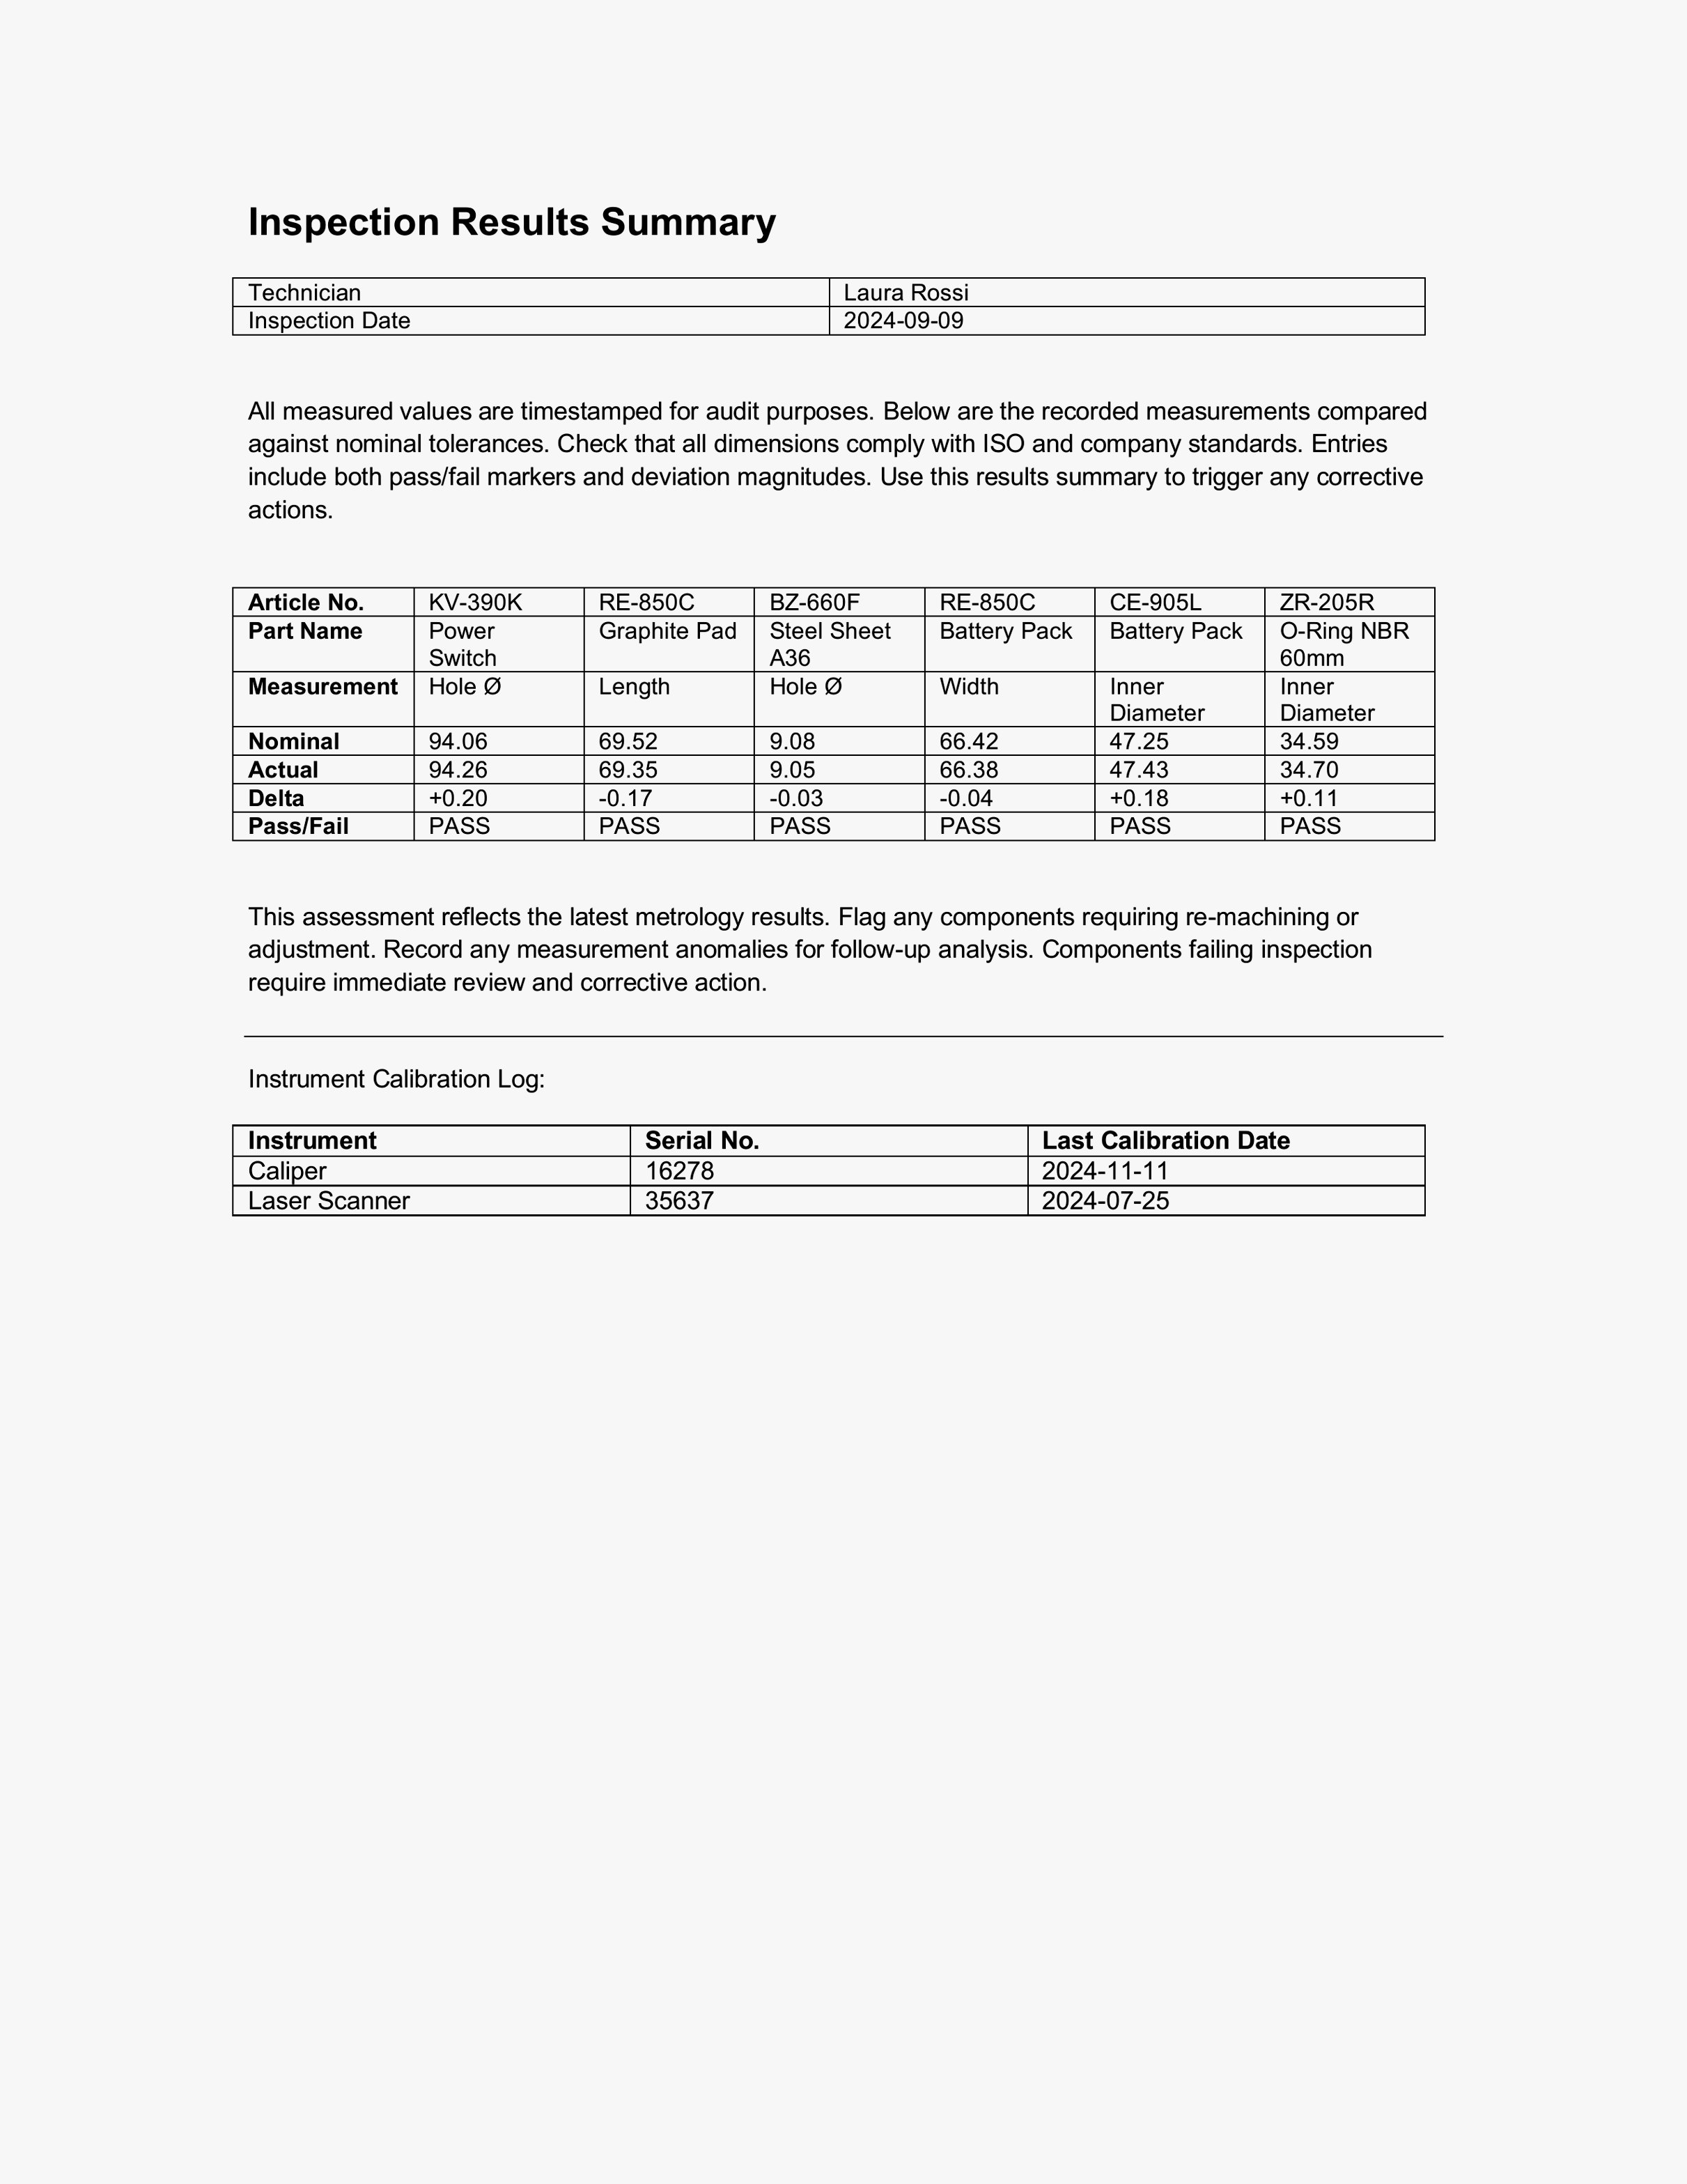 Inspection Results Summary
Technician Laura Rossi
Inspection Date 2024-09-09
All measured values are timestamped for audit purposes. Below are the recorded measurements compared
against nominal tolerances. Check that all dimensions comply with ISO and company standards. Entries
include both pass/fail markers and deviation magnitudes. Use this results summary to trigger any corrective
actions.
Article No. KV-390K RE-850C BZ-660F RE-850C CE-905L ZR-205R
Part Name Power Graphite Pad Steel Sheet Battery Pack Battery Pack O-Ring NBR
Switch A36 60mm
Measurement Hole Ø Length Hole Ø Width Inner Inner
Diameter Diameter
Nominal 94.06 69.52 9.08 66.42 47.25 34.59
Actual 94.26 69.35 9.05 66.38 47.43 34.70
Delta +0.20 -0.17 -0.03 -0.04 +0.18 +0.11
Pass/Fail PASS PASS PASS PASS PASS PASS
This assessment reflects the latest metrology results. Flag any components requiring re-machining or
adjustment. Record any measurement anomalies for follow-up analysis. Components failing inspection
require immediate review and corrective action.
Instrument Calibration Log:
Instrument Serial No. Last Calibration Date
Caliper 16278 2024-11-11
Laser Scanner 35637 2024-07-25